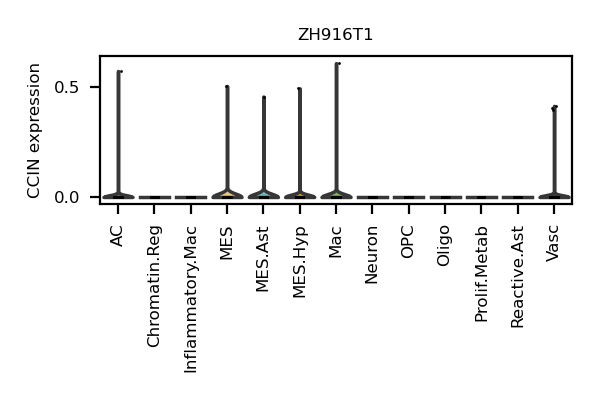 ZH916T1
CCIN expression
0.5
0.0
AC
Chromatin.Reg
Inflammatory.Mac
MES
MES.Ast
MES.Hyp
Mac
Neuron
OPC
Oligo
Prolif.Metab
Reactive.Ast
Vasc